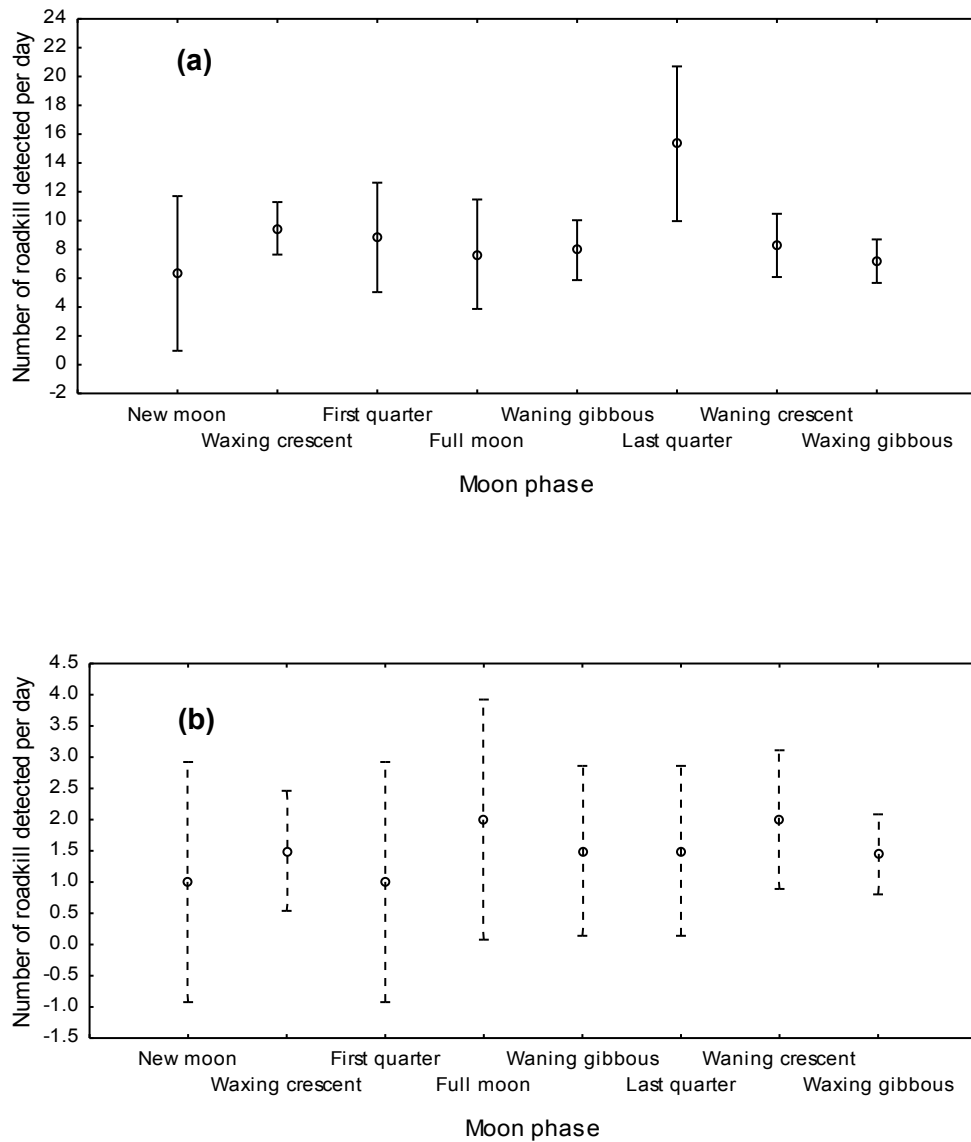 (a)
Number of roadkill detected per day
24
22
20
18
16
14
12
10
8
6
4
2
0
-2
New moon First quarter Waning gibbous Waning crescent
Waxing crescent Full moon Last quarter Waxing gibbous
Moon phase
(b)
Number of roadkill detected per day
4.5
4.0
3.5
3.0
2.5
2.0
1.5
1.0
0.5
0.0
-0.5
-1.0
-1.5
New moon First quarter Waning gibbous Waning crescent
Waxing crescent Full moon Last quarter Waxing gibbous
Moon phase